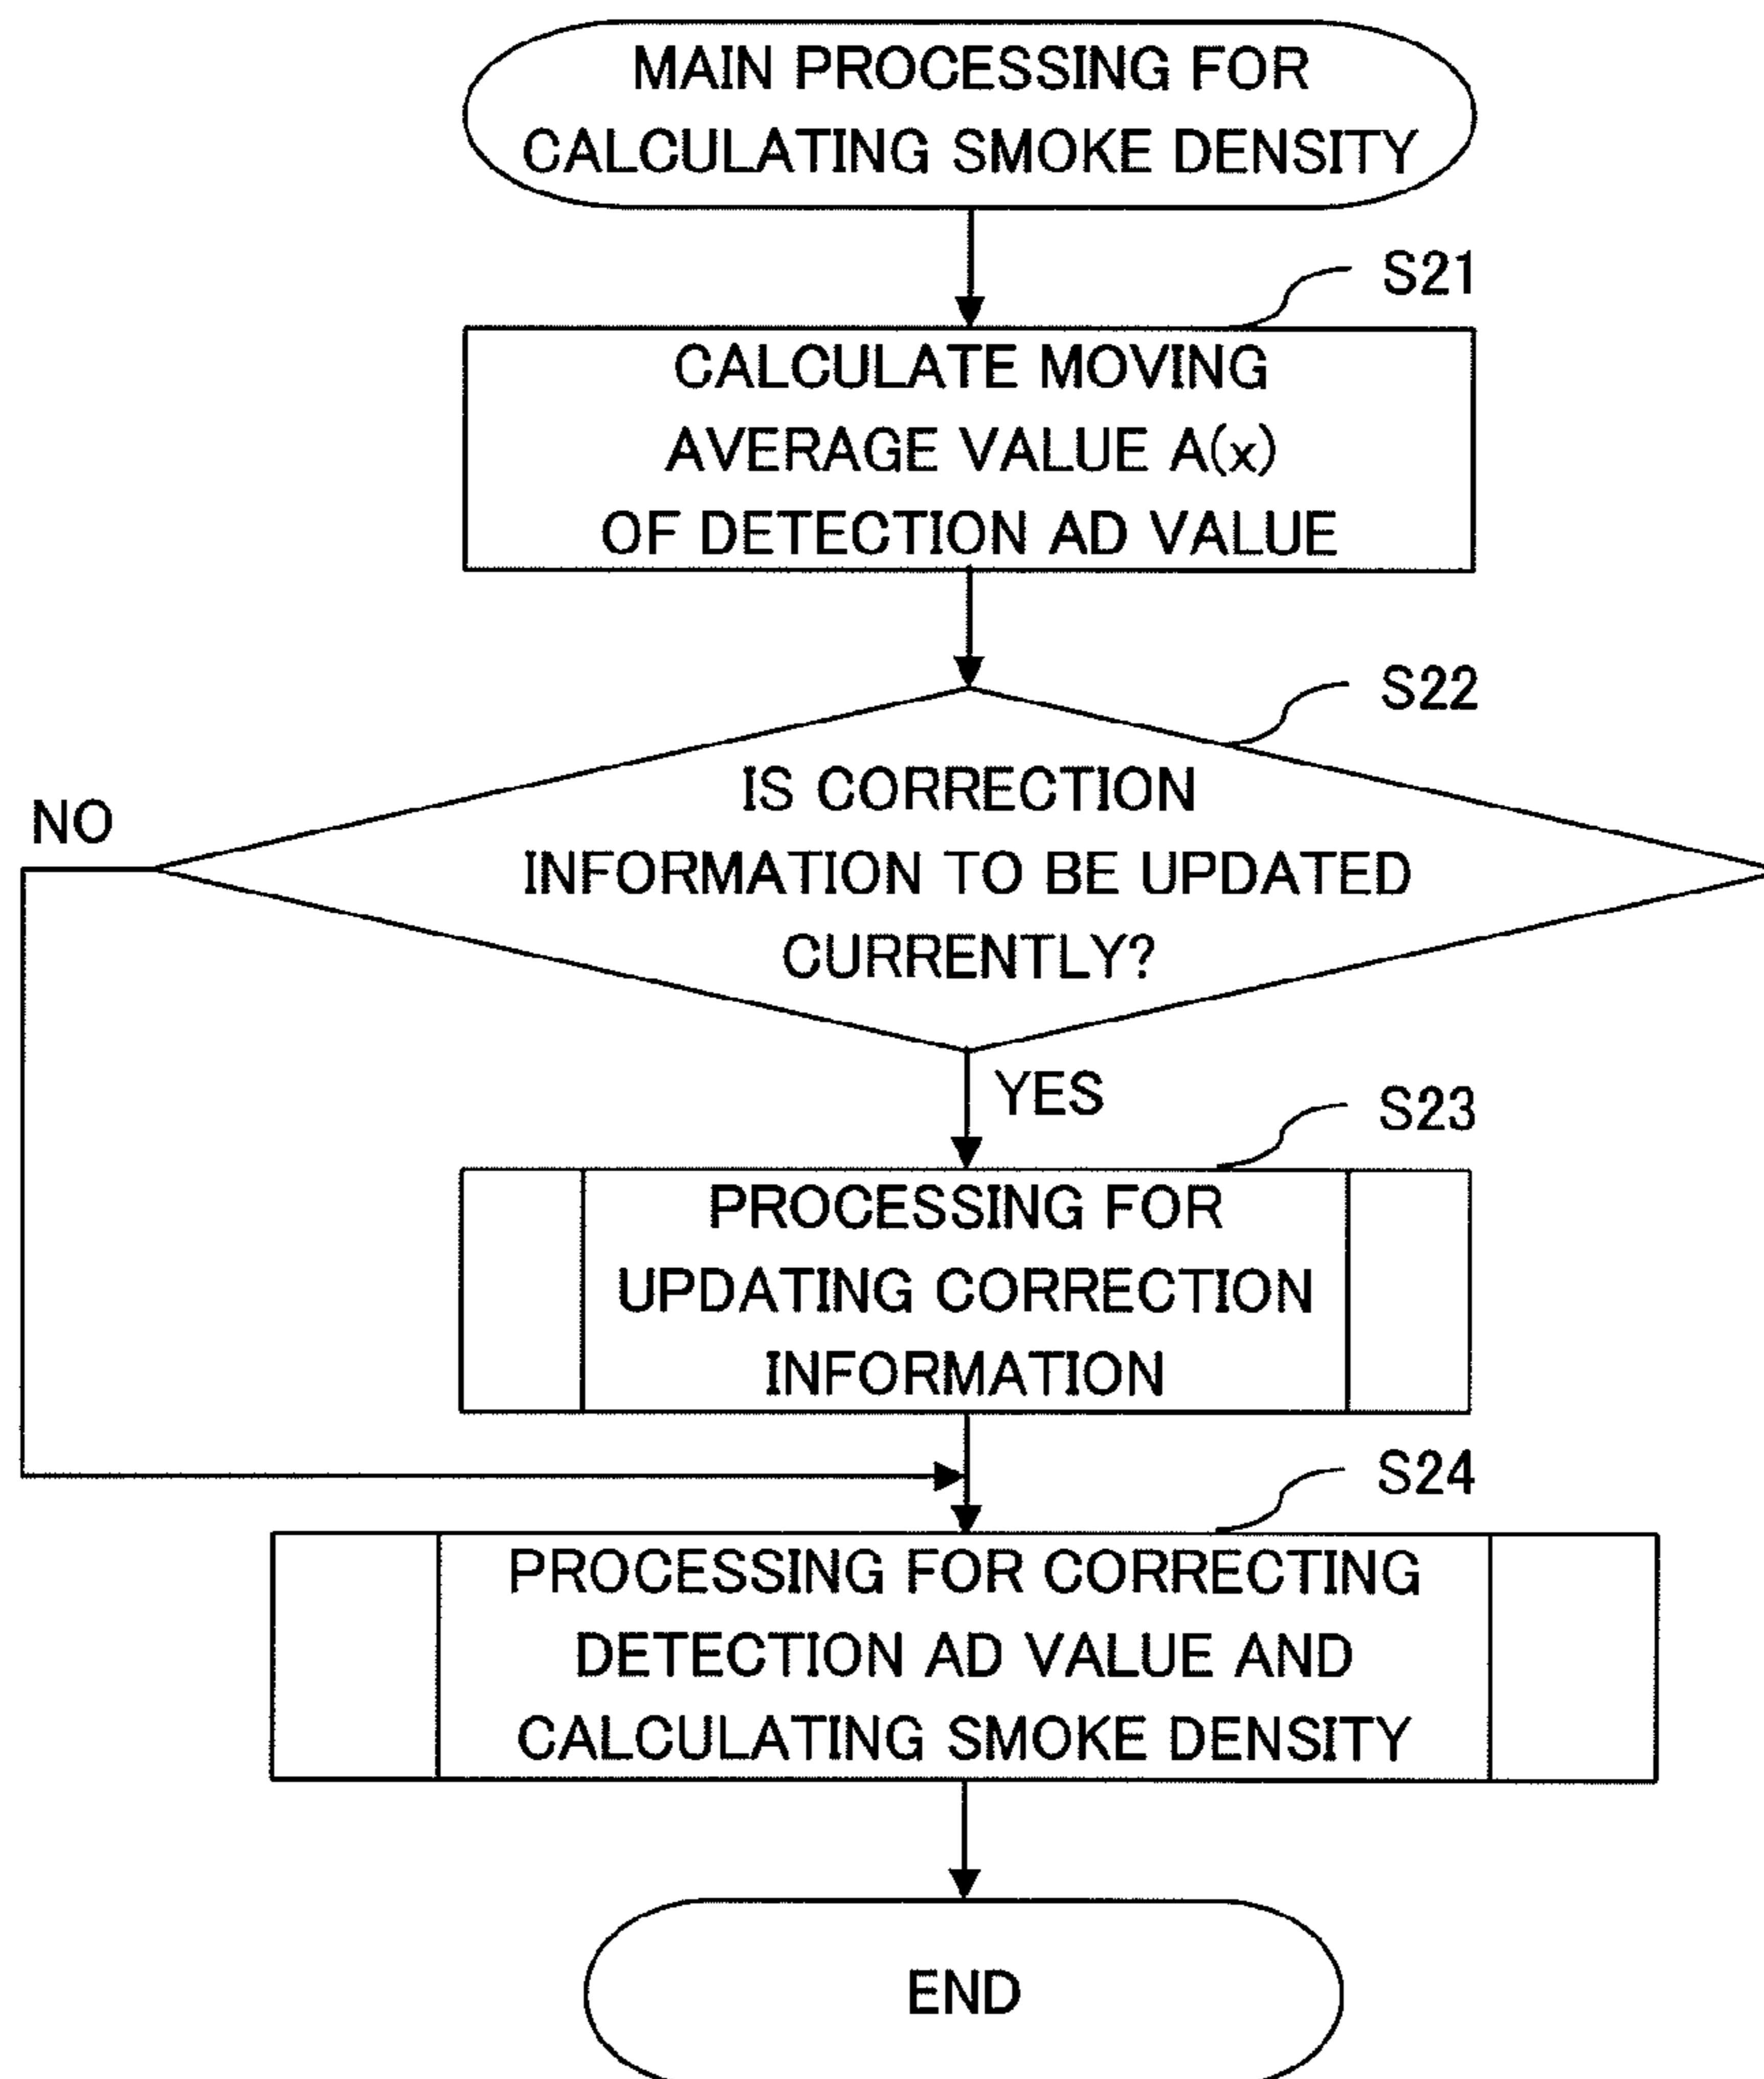 MAIN PROCESSING FOR
CALCULATING SMOKE DENSITY
S21
CALCULATE MOVING
AVERAGE VALUE A(x)
OF DETECTION AD VALUE
S22
IS CORRECTION
INFORMATION TO BE UPDATED
CURRENTLY?
NO
YES
S23
PROCESSING FOR
UPDATING CORRECTION
INFORMATION
S24
PROCESSING FOR CORRECTING
DETECTION AD VALUE AND
CALCULATING SMOKE DENSITY
END